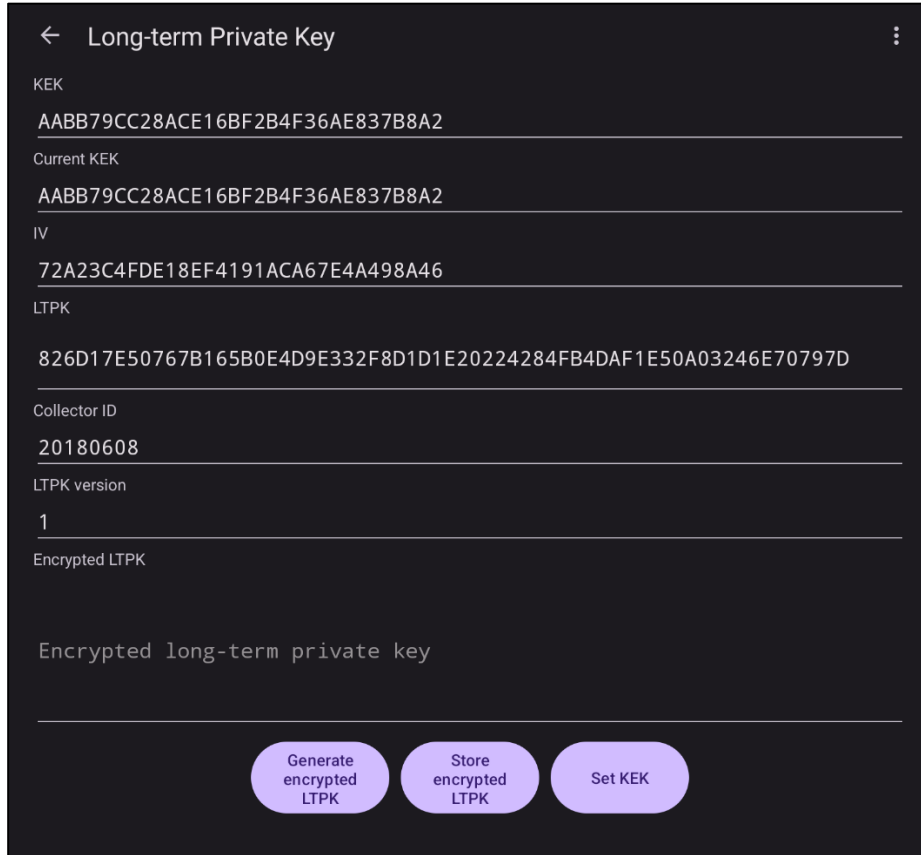 Long-term Private Key
KEK
AABB79CC28ACE16BF2B4F36AE837B8A2
Current KEK
AABB79CC28ACE16BF2B4F36AE837B8A2
IV
72A23C4FDE18EF4191ACA67E4A498A46
LTPK
826D17E50767B165B0E4D9E332F8D1D1E20224284FB4DAF1E50A03246E70797D
Collector ID
20180608
LTPK version
1
Encrypted LTPK
Encrypted long-term private key
Generate
encrypted
LTPK
Store
encrypted
LTPK
Set KEK